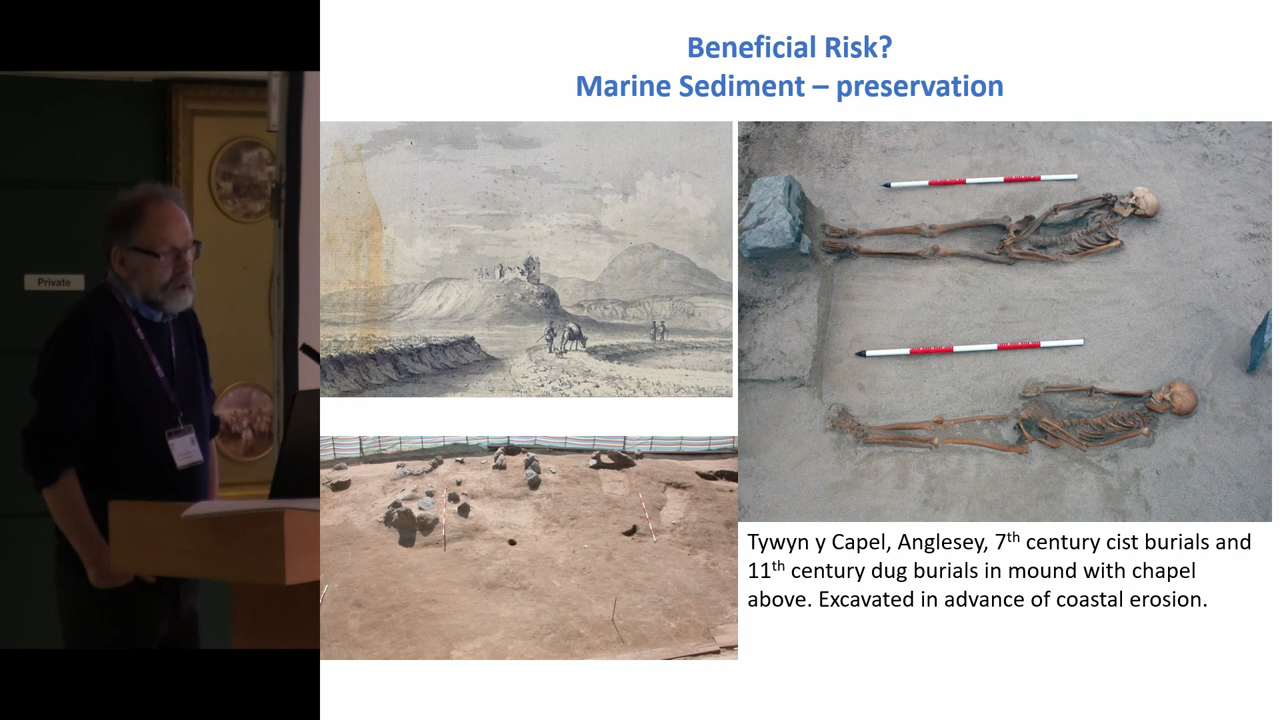 Private
Beneficial Risk?
Marine Sediment – preservation
Tywyn y Capel, Anglesey, 7th century cist burials and
11th century dug burials in mound with chapel
above. Excavated in advance of coastal erosion.